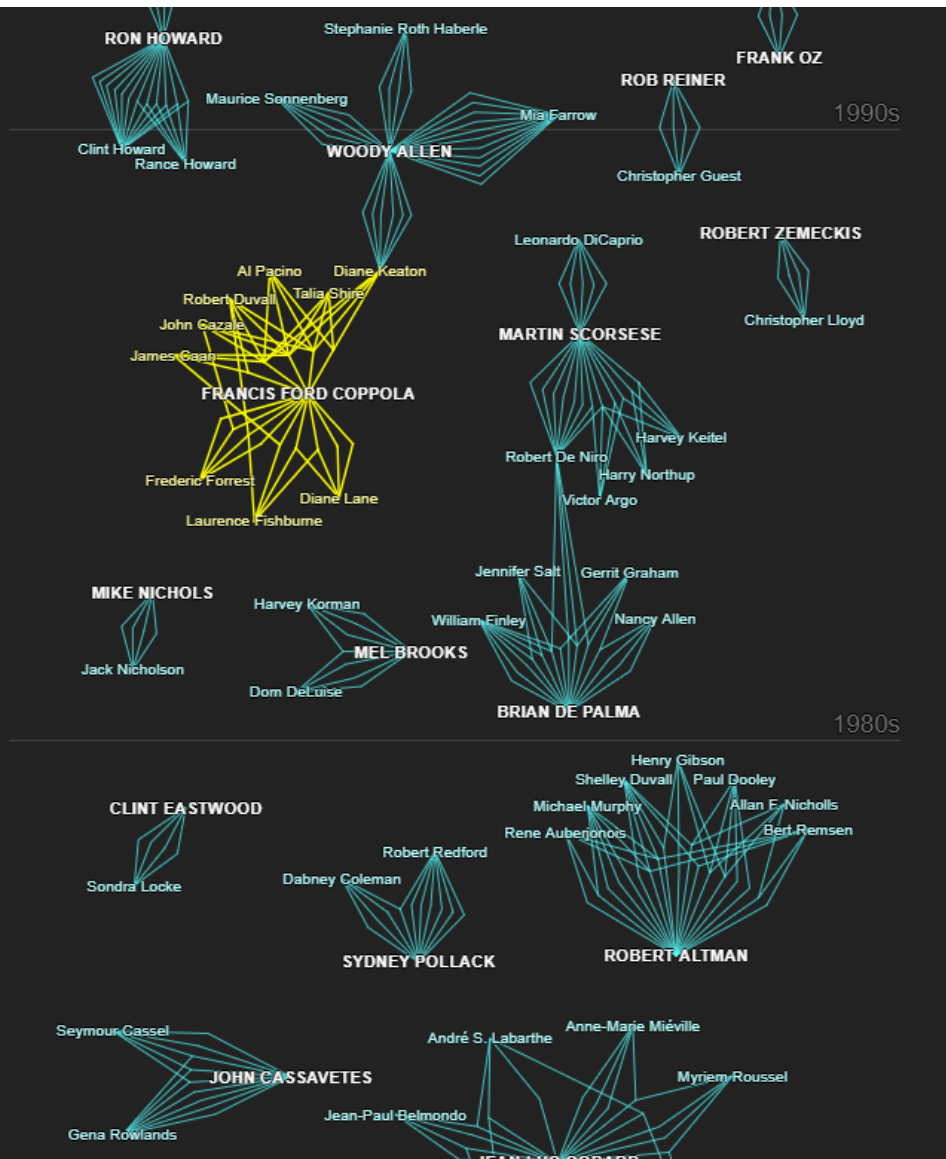 Stephanie Roth Haberle
RON HOWARD
FRANK OZ
ROB REINER
Maurice Sonnenberg
Mia Farrow
1990s
Clint Howard
WOODY ALLEN
Rance Howard
Christopher Guest
ROBERT ZEMECKIS
Leonardo DiCaprio
Al Pacino
Diane Keaton
Talia Shire
Robert Duvall
John Cazale
Christopher Lloyd
MARTIN SCORSESE
James Caan
FRANCIS FORD COPPOLA
Harvey Keitel
Robert De Niro
Harry Northup
Frederic Forrest
Diane Lane
Victor Argo
Laurence Fishburne
Jennifer Salt
Gerrit Graham
MIKE NICHOLS
Harvey Korman
William Finley
Nancy Allen
MEL BROOKS
Jack Nicholson
Dom DeLuise
BRIAN DE PALMA
1980s
Henry Gibson
Shelley Duvall
Paul Dooley
CLINT EASTWOOD
Michael Murphy
Allan F. Nicholls
Rene Auberjonois
Bert Remsen
Robert Redford
Dabney Coleman
Sondra Locke
ROBERT ALTMAN
SYDNEY POLLACK
Anne-Marie Miéville
Seymour Cassel
André S. Labarthe
JOHN CASSAVETES
Myriem Roussel
Jean-Paul Belmondo
Gena Rowlands
JEAN-LUC GODARD